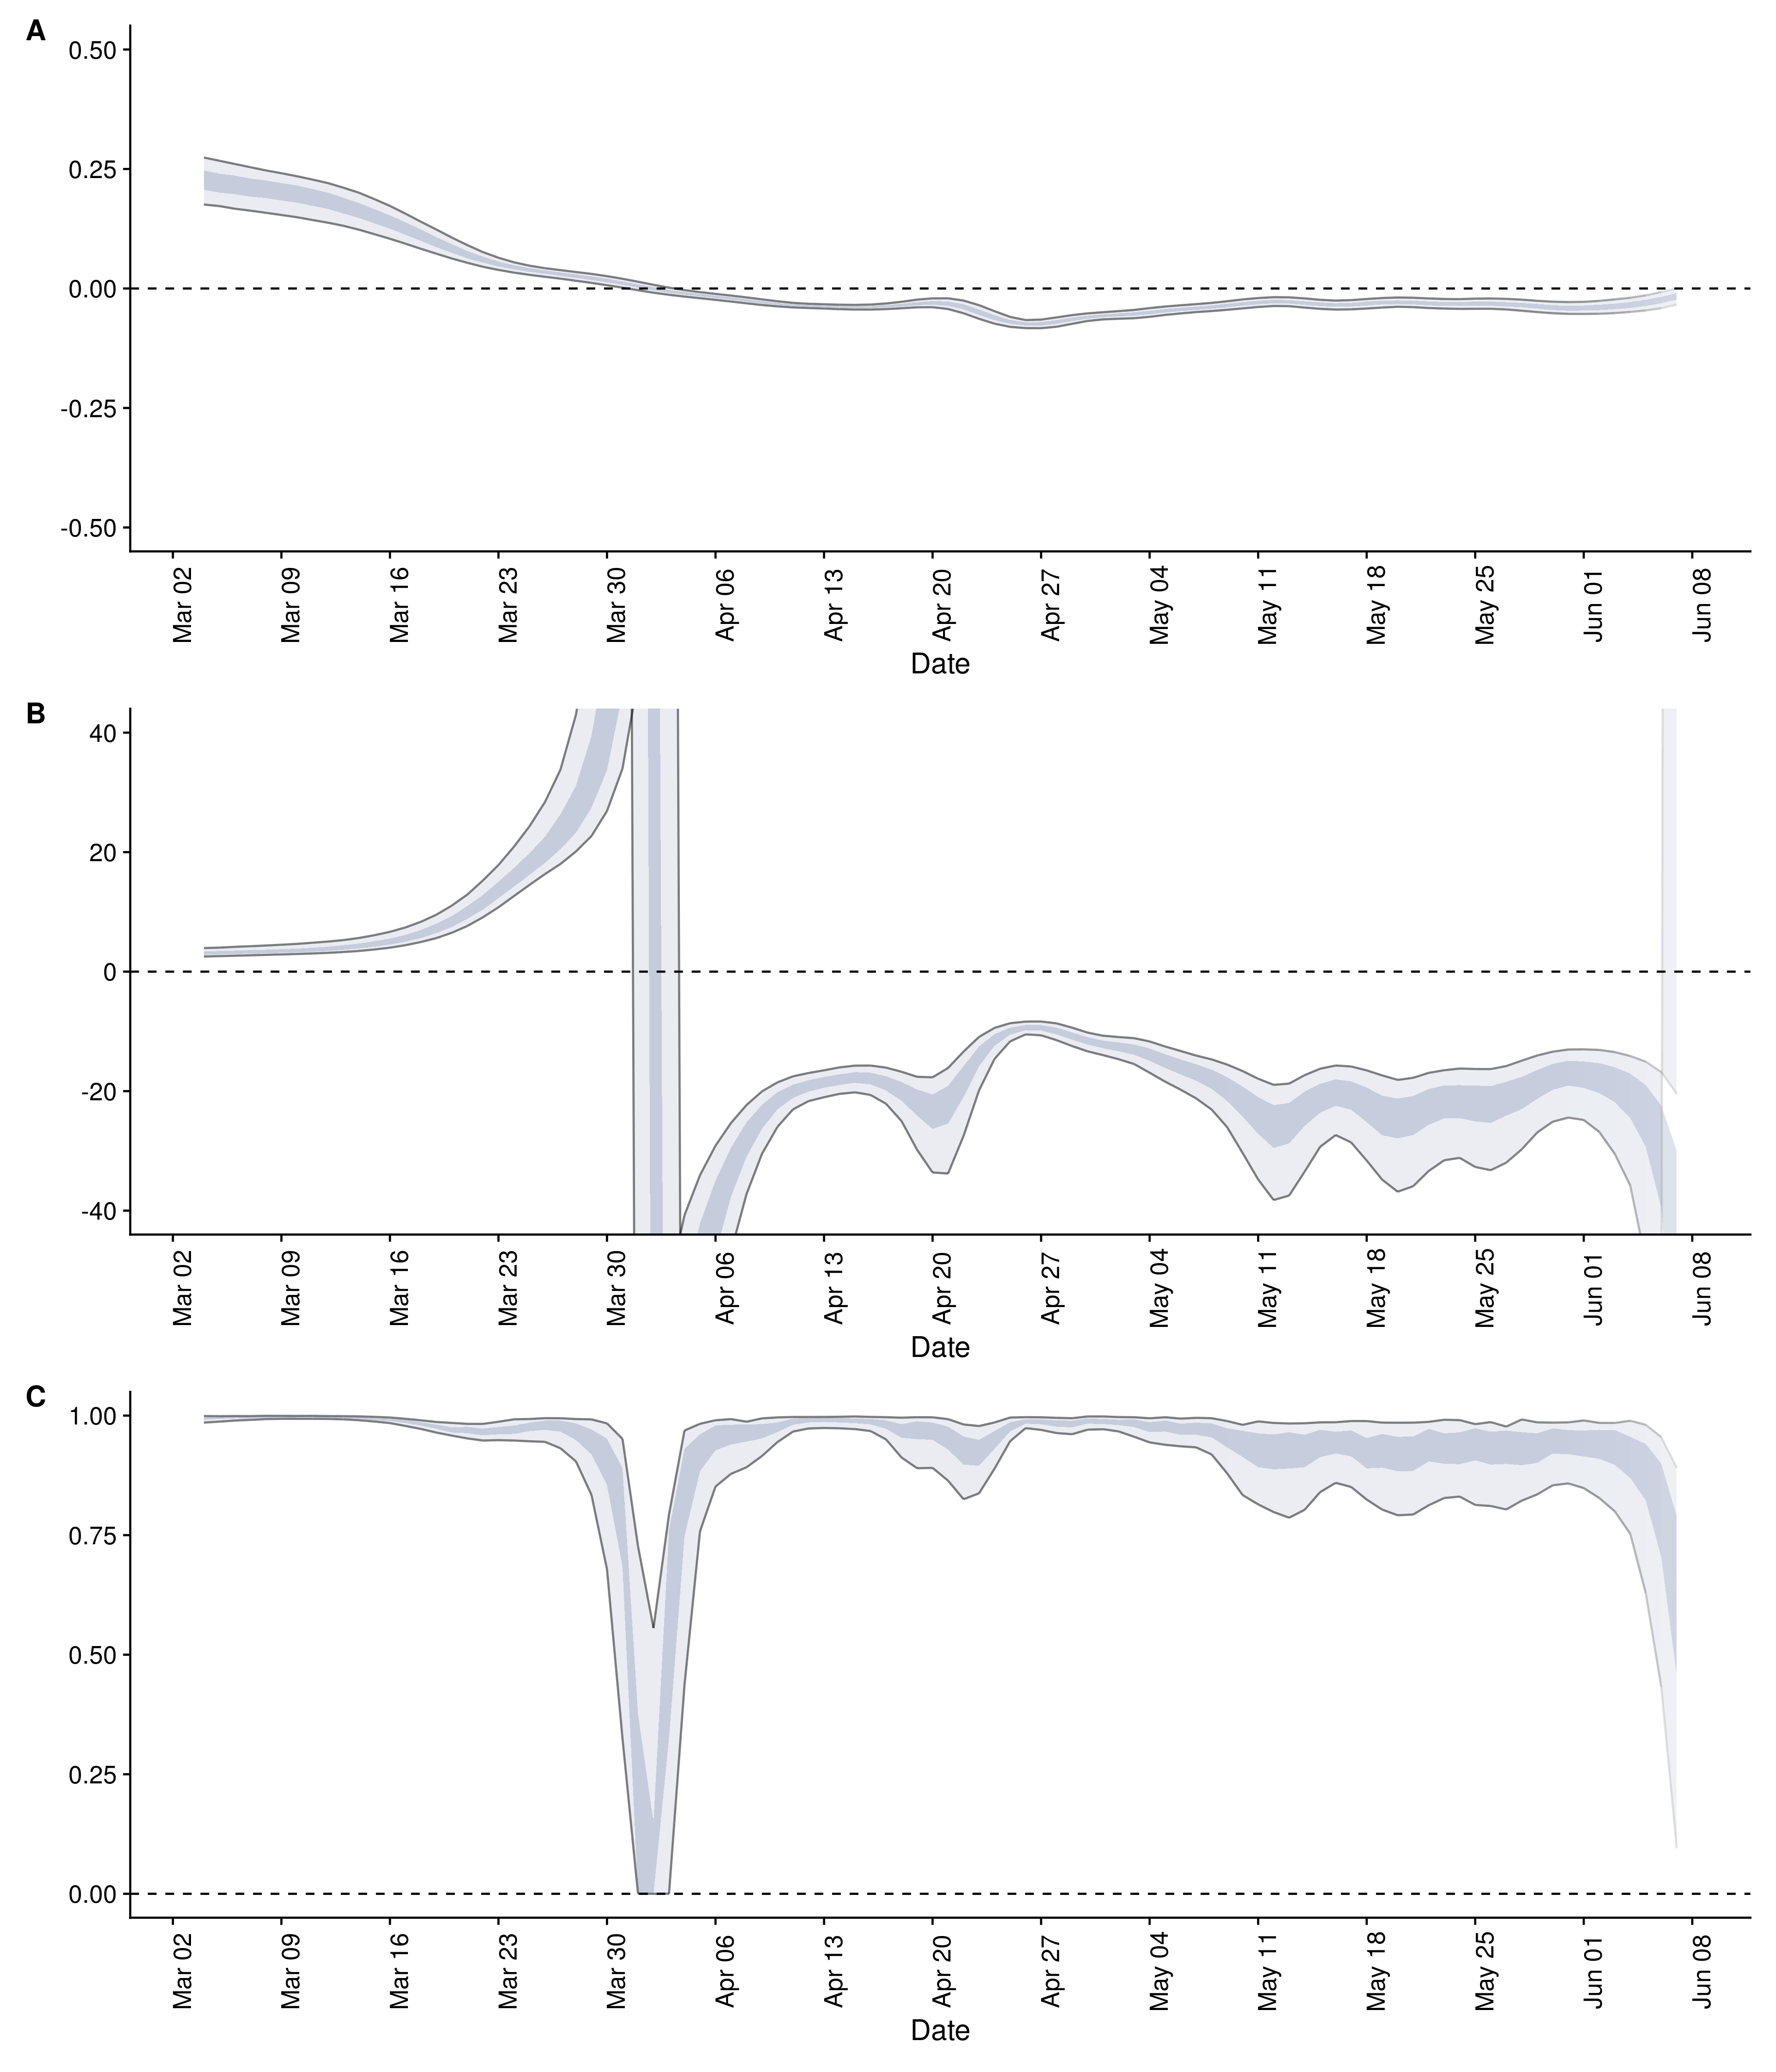 A
0.50
0.25
0.00
-0.25
-0.50
Mar 02
Mar 09
Mar 16
Mar 23
Mar 30
Apr 06
Apr 13
Apr 20
Apr 27
May 04
May 11
May 18
May 25
Jun 01
Jun 08
Date
B
40
20
0
-20
-40
Mar 02
Mar 09
Mar 16
Mar 23
Mar 30
Apr 06
Apr 13
Apr 20
Apr 27
May 04
May 11
May 18
May 25
Jun 01
Jun 08
Date
C
1.00
0.75
0.50
0.25
0.00
Mar 02
Mar 09
Mar 16
Mar 23
Mar 30
Apr 06
Apr 13
Apr 20
Apr 27
May 04
May 11
May 18
May 25
Jun 01
Jun 08
Date